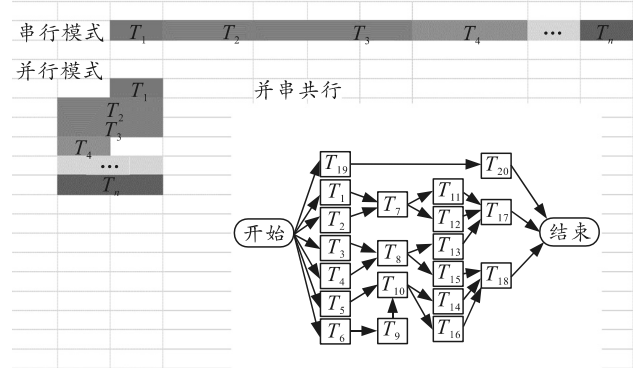 串行模式 T1 T2 T3 T4 ... Tn
并行模式
T1
并串共行
T2
T3
T4
...
Tn
T19 T20
T1 T11
T7 T17
T2 T12
开始 结束
T3 T13
T8
T4 T15 T18
T10
T5 T14
T6 T9 T16